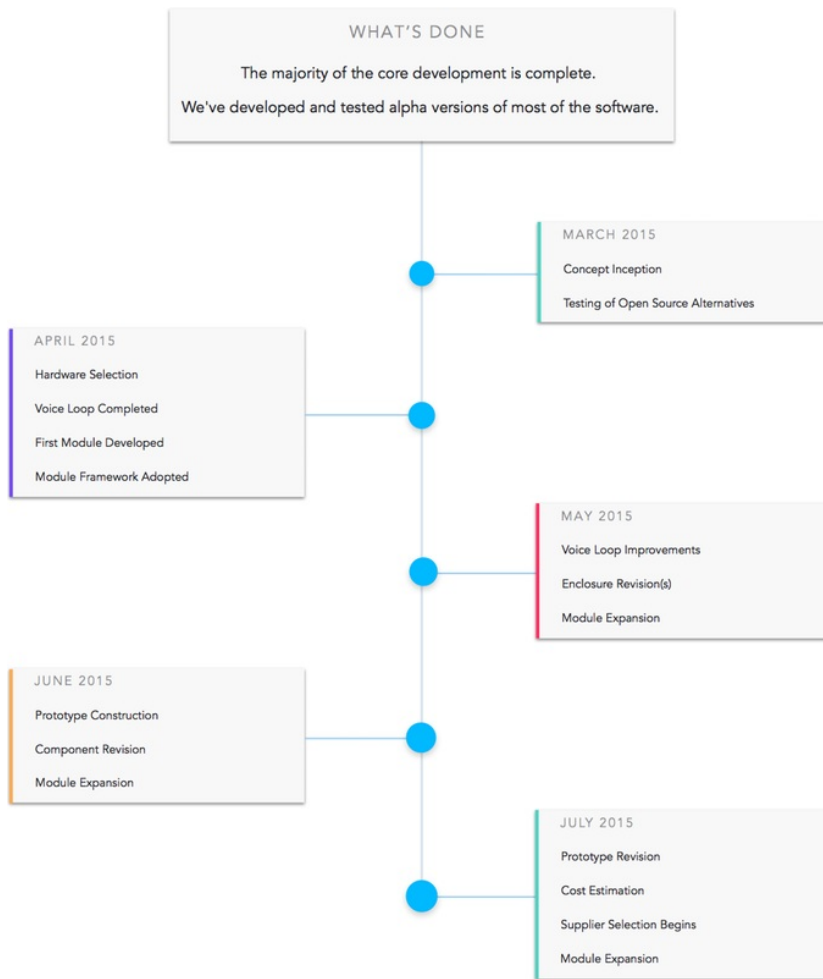 WHAT'S DONE
The majority of the core development is complete.
We've developed and tested alpha versions of most of the software.
MARCH 2015
Concept Inception
Testing of Open Source Alternatives
APRIL 2015
Hardware Selection
Voice Loop Completed
First Module Developed
Module Framework Adopted
MAY 2015
Voice Loop Improvements
Enclosure Revision(s)
Module Expansion
JUNE 2015
Prototype Construction
Component Revision
Module Expansion
JULY 2015
Prototype Revision
Cost Estimation
Supplier Selection Begins
Module Expansion